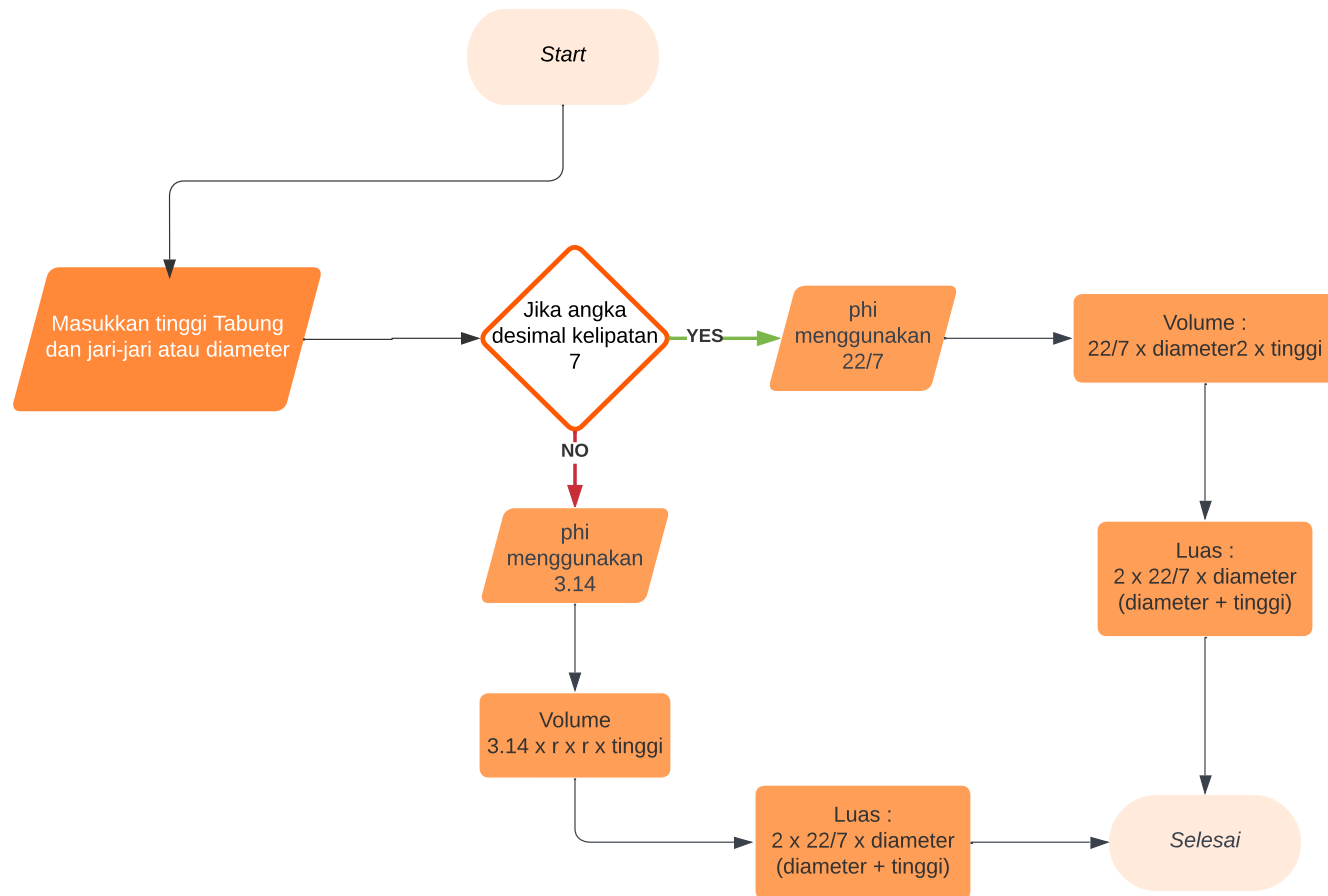 Start
Masukkan tinggi Tabung
dan jari-jari atau diameter
Jika angka
desimal kelipatan
7
YES
phi
menggunakan
22/7
Volume :
22/7 x diameter2 x tinggi
NO
phi
menggunakan
3.14
Luas :
2 x 22/7 x diameter
(diameter + tinggi)
Volume
3.14 x r x r x tinggi
Luas :
2 x 22/7 x diameter
(diameter + tinggi)
Selesai